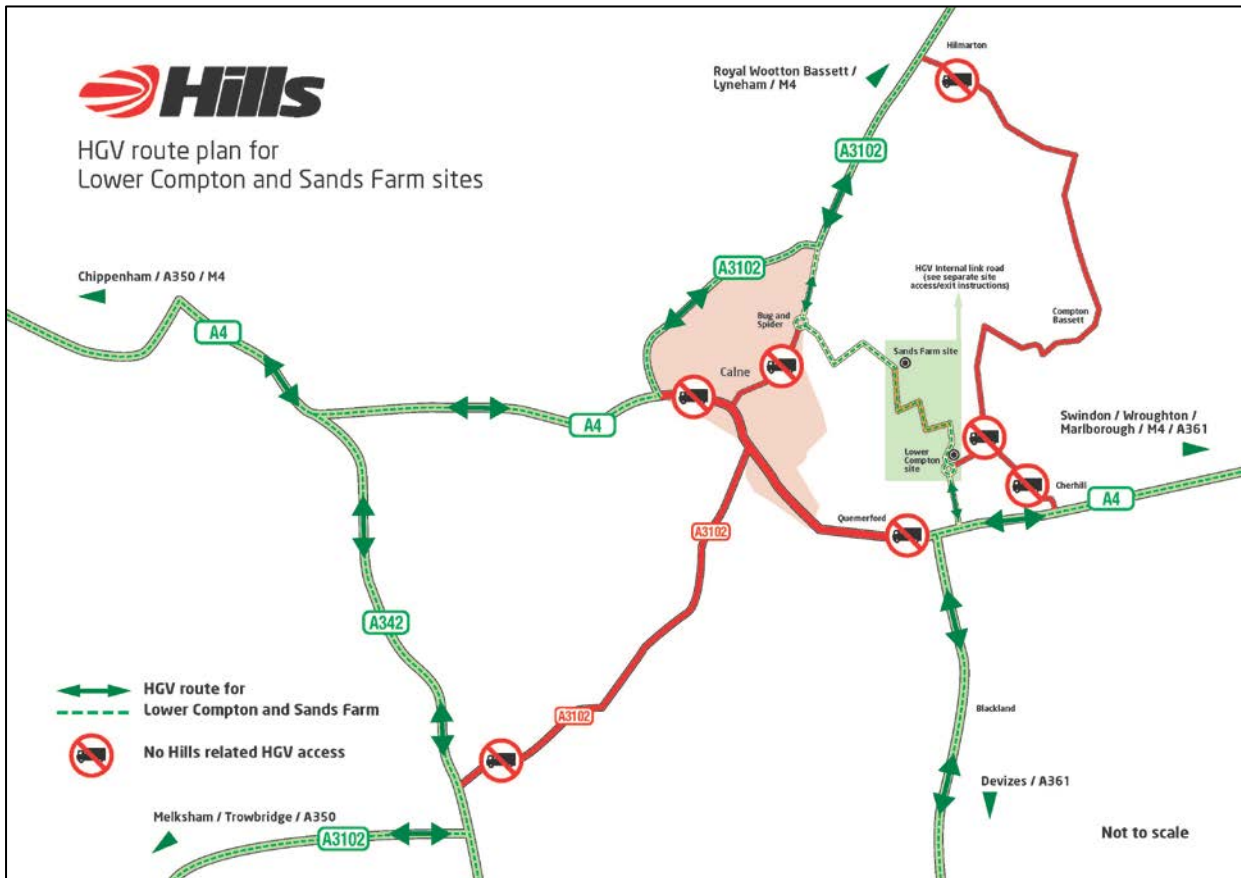 Hills
HGV route plan for
Lower Compton and Sands Farm sites
Royal Wootton Bassett /
Lyneham / M4
Hilmarton
A3102
A3102
Chippenham / A350 / M4
A4
HGV Internal link road
(see separate site
access/exit instructions)
Bug and
Spider
Compton
Bassett
Sands Farm site
Calne
A4
Swindon / Wroughton /
Marlborough / M4 / A361
Lower
Compton
site
Cherhill
A4
Quemerford
A3102
A342
HGV route for
Lower Compton and Sands Farm
No Hills related HGV access
A3102
Blackland
Devizes / A361
Melksham / Trowbridge / A350
A3102
Not to scale